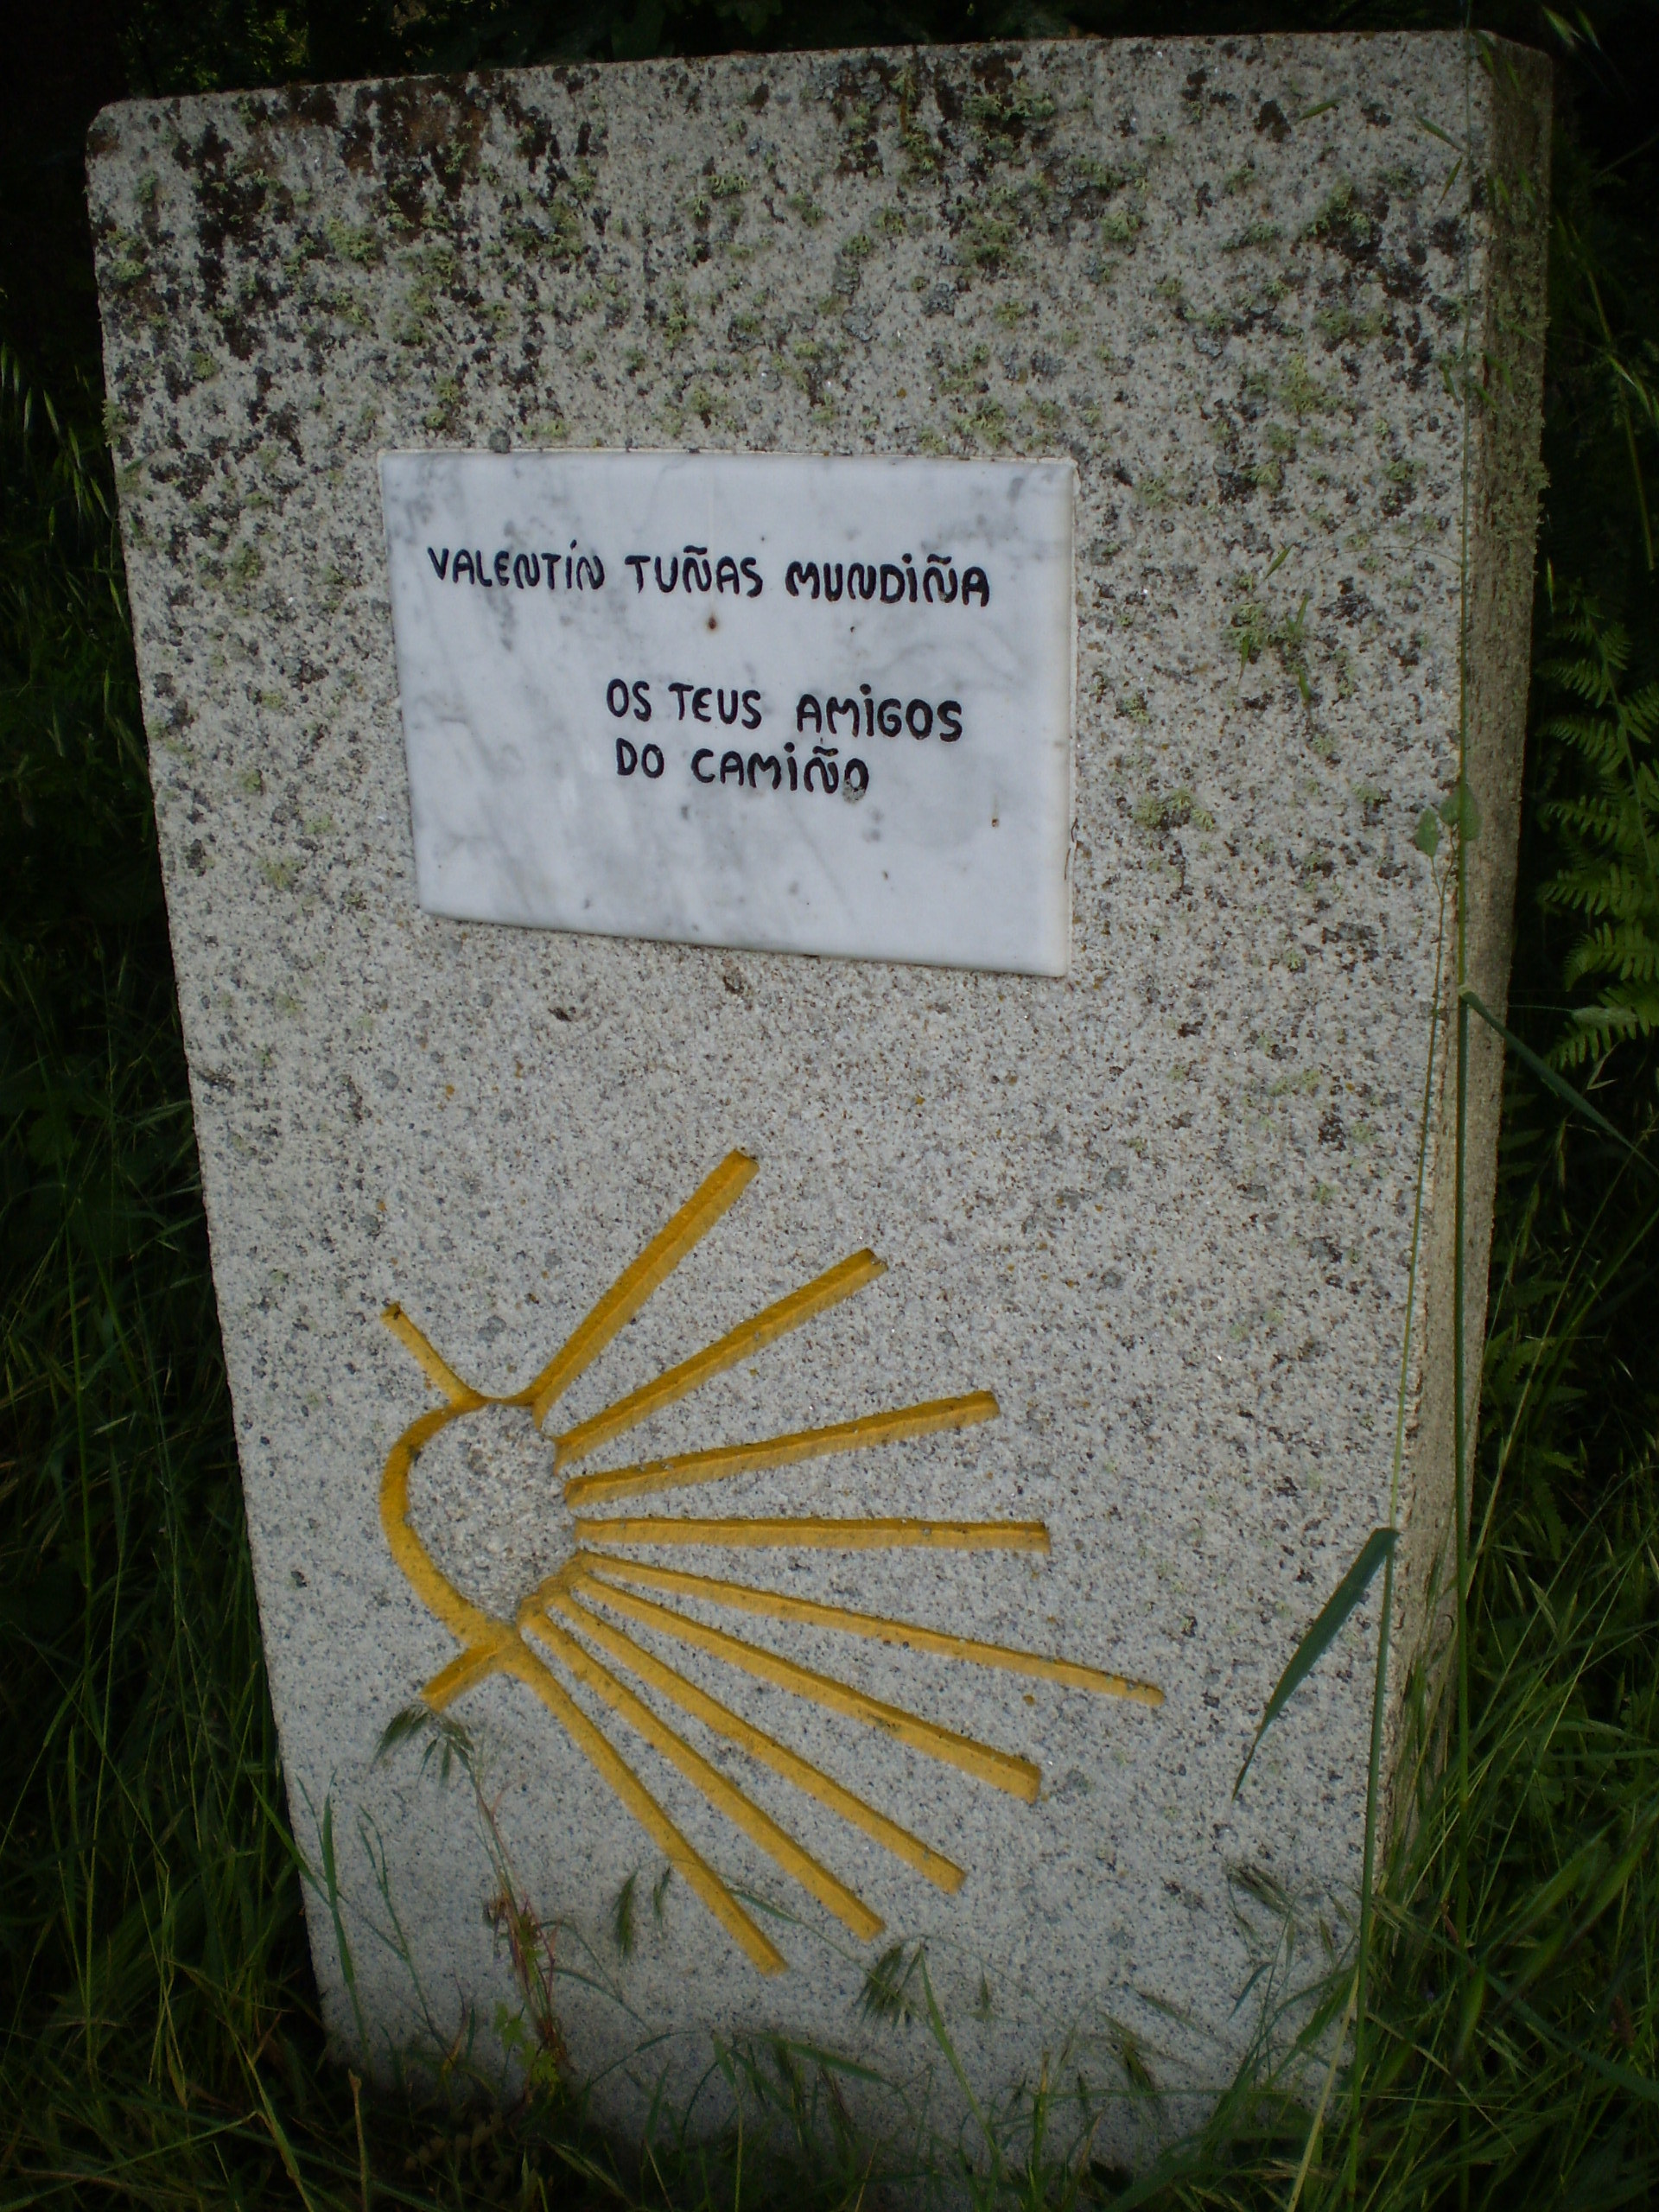 VALENTÍN TUÑAS MUNDIÑA
OS TEUS AMIGOS
DO CAMIÑO